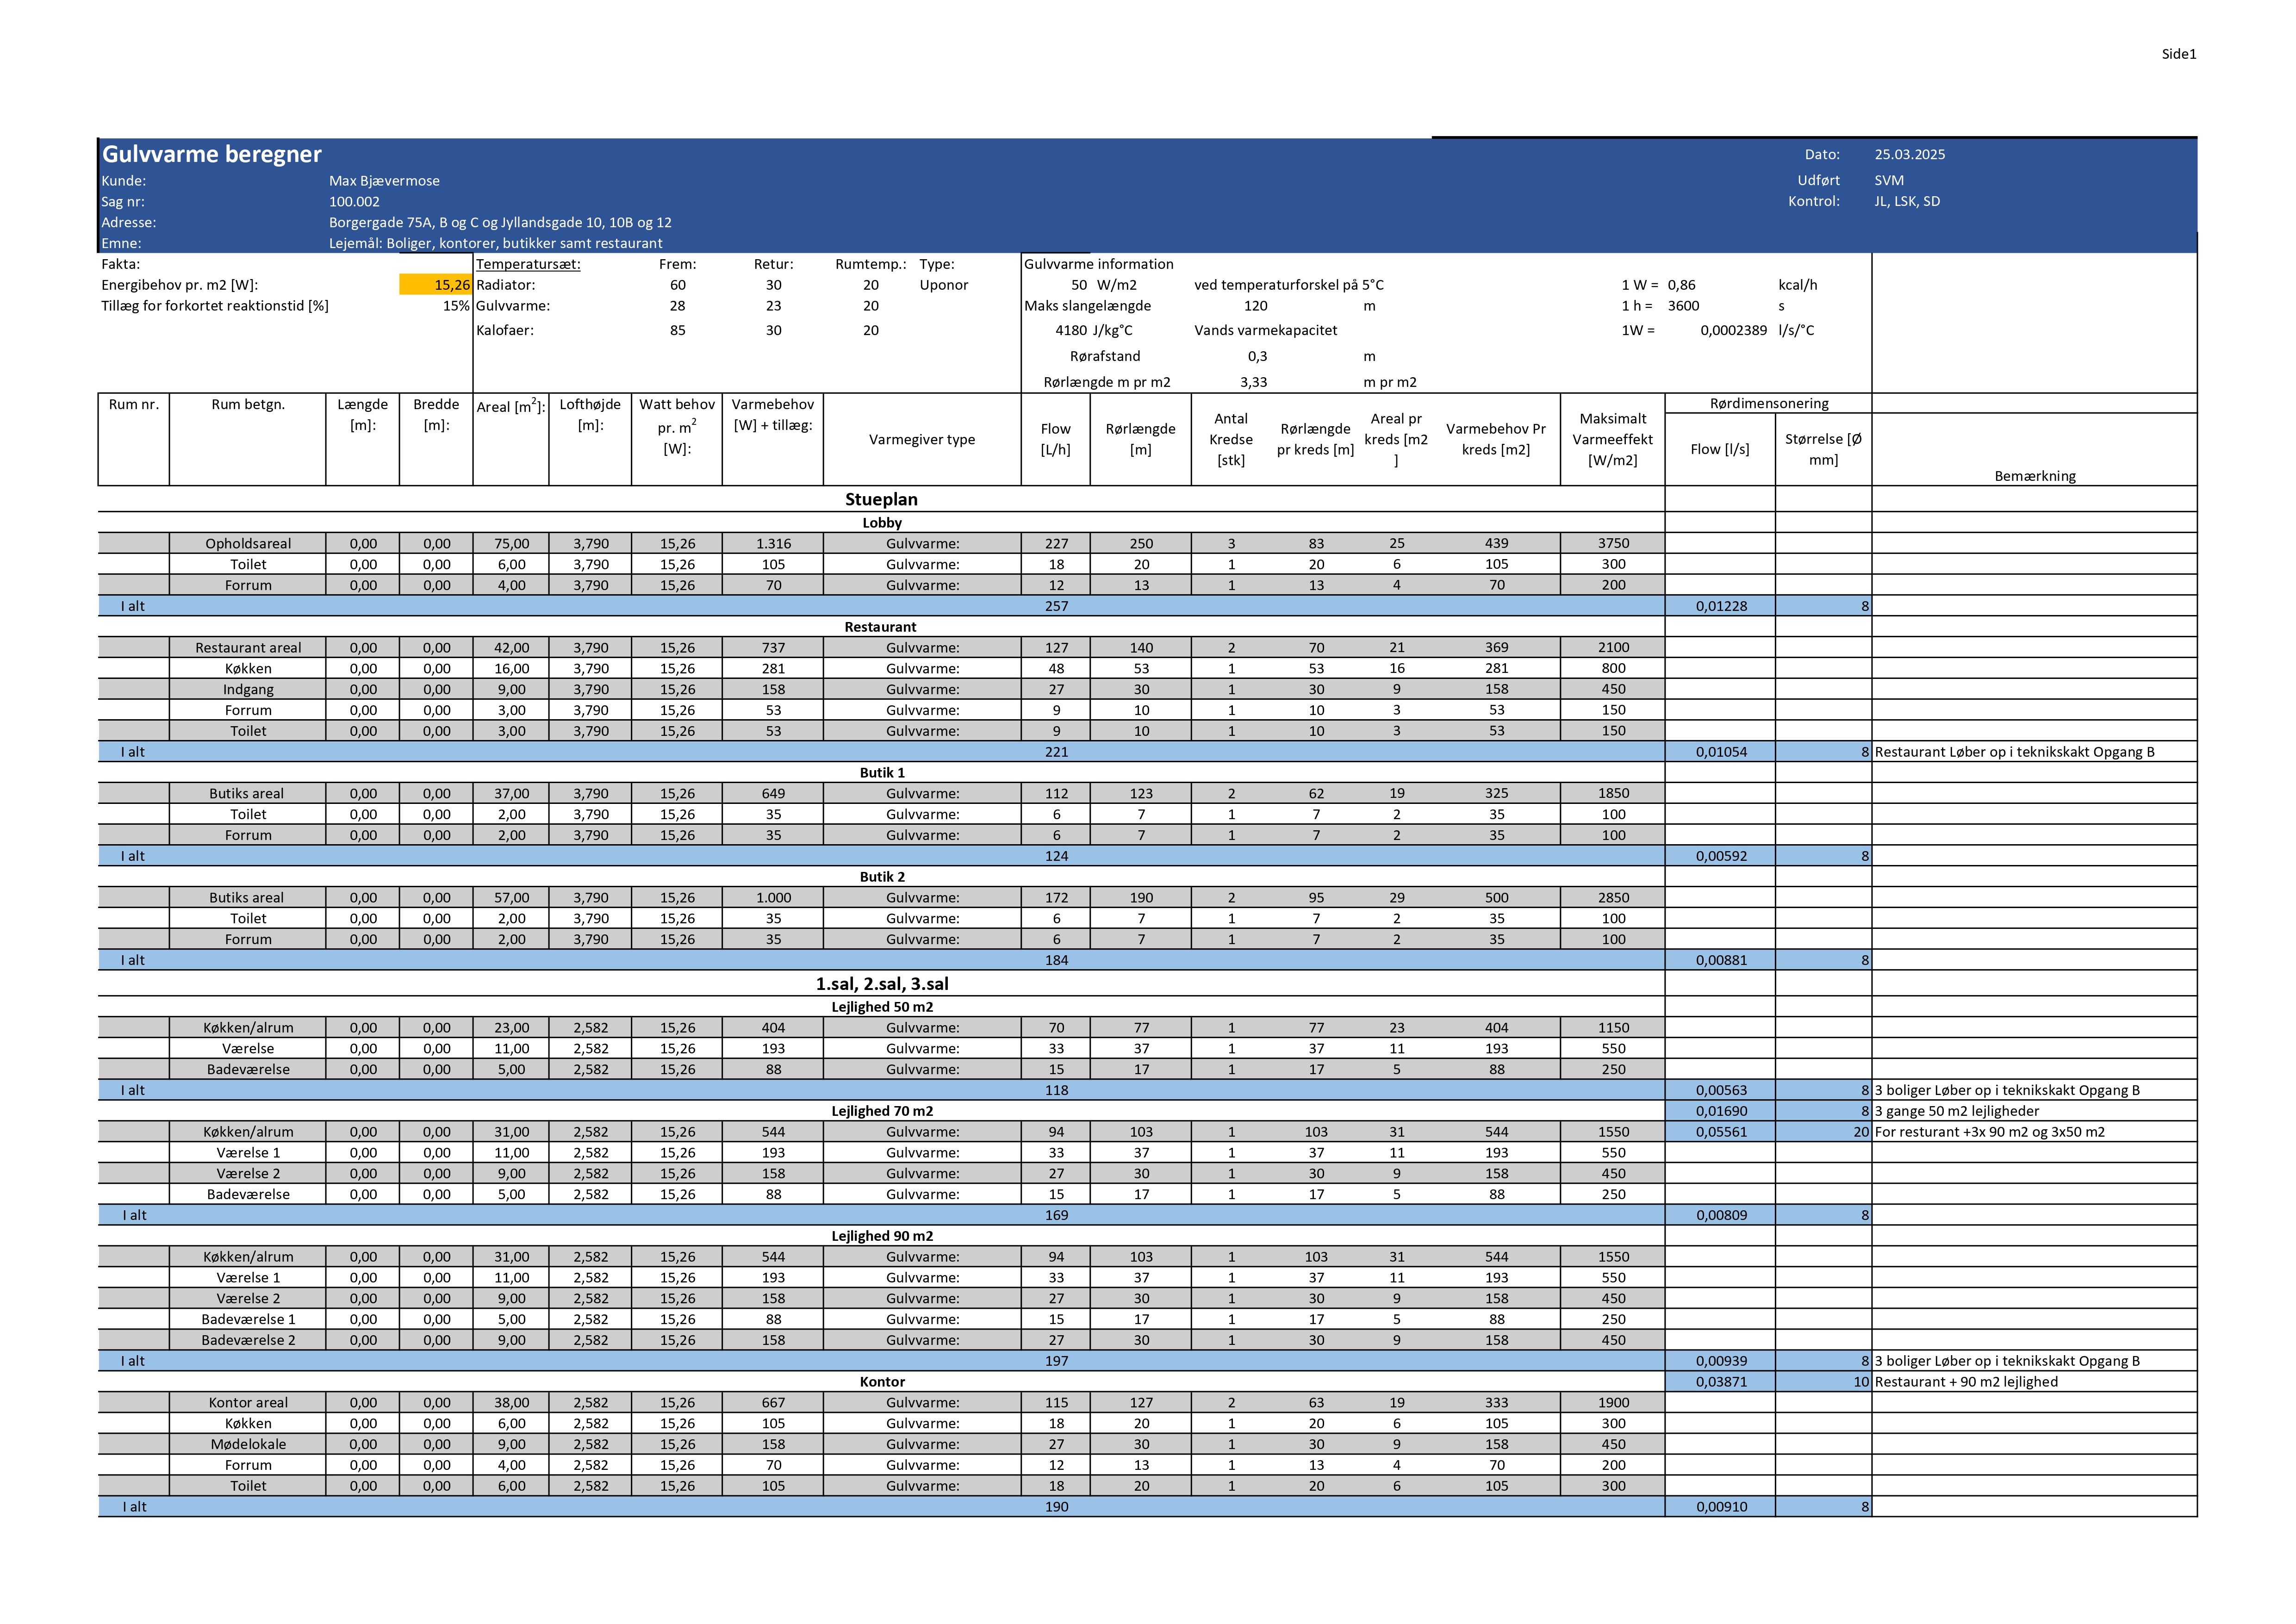 Side1
Gulvvarme beregner Dato: 25.03.2025
Kunde: Max Bjævermose Udført SVM
Sag nr: 100.002 Kontrol: JL, LSK, SD
Adresse: Borgergade 75A, B og C og Jyllandsgade 10, 10B og 12
Emne: Lejemål: Boliger, kontorer, butikker samt restaurant
Fakta: Temperatursæt: Frem: Retur: Rumtemp.: Type: Gulvvarme information
Energibehov pr. m2 [W]: 15,26 Radiator: 60 30 20 Uponor 50 W/m2 ved temperaturforskel på 5°C 1 W = 0,86 kcal/h
Tillæg for forkortet reaktionstid [%] 15% Gulvvarme: 28 23 20 Maks slangelængde 120 m 1 h = 3600 s
Kalofaer: 85 30 20 4180 J/kg°C Vands varmekapacitet 1W = 0,0002389 l/s/°C
Rørafstand 0,3 m
Rørlængde m pr m2 3,33 m pr m2
Rum nr. Rum betgn. Længde [m]: Bredde [m]: Areal [m2]: Lofthøjde [m]: Watt behov pr. m2 [W]: Varmebehov [W] + tillæg: Varmegiver type Flow [L/h] Rørlængde [m] Antal Kredse [stk] Rørlængde pr kreds [m] Areal pr kreds [m2 ] Varmebehov Pr kreds [m2] Maksimalt Varmeeffekt [W/m2] Rørdimensonering Flow [l/s] Størrelse [Ø mm] Bemærkning
Stueplan
Lobby
Opholdsareal 0,00 0,00 75,00 3,790 15,26 1.316 Gulvvarme: 227 250 3 83 25 439 3750
Toilet 0,00 0,00 6,00 3,790 15,26 105 Gulvvarme: 18 20 1 20 6 105 300
Forrum 0,00 0,00 4,00 3,790 15,26 70 Gulvvarme: 12 13 1 13 4 70 200
I alt 257 0,01228 8
Restaurant
Restaurant areal 0,00 0,00 42,00 3,790 15,26 737 Gulvvarme: 127 140 2 70 21 369 2100
Køkken 0,00 0,00 16,00 3,790 15,26 281 Gulvvarme: 48 53 1 53 16 281 800
Indgang 0,00 0,00 9,00 3,790 15,26 158 Gulvvarme: 27 30 1 30 9 158 450
Forrum 0,00 0,00 3,00 3,790 15,26 53 Gulvvarme: 9 10 1 10 3 53 150
Toilet 0,00 0,00 3,00 3,790 15,26 53 Gulvvarme: 9 10 1 10 3 53 150
I alt 221 0,01054 8 Restaurant Løber op i teknikskakt Opgang B
Butik 1
Butiks areal 0,00 0,00 37,00 3,790 15,26 649 Gulvvarme: 112 123 2 62 19 325 1850
Toilet 0,00 0,00 2,00 3,790 15,26 35 Gulvvarme: 6 7 1 7 2 35 100
Forrum 0,00 0,00 2,00 3,790 15,26 35 Gulvvarme: 6 7 1 7 2 35 100
I alt 124 0,00592 8
Butik 2
Butiks areal 0,00 0,00 57,00 3,790 15,26 1.000 Gulvvarme: 172 190 2 95 29 500 2850
Toilet 0,00 0,00 2,00 3,790 15,26 35 Gulvvarme: 6 7 1 7 2 35 100
Forrum 0,00 0,00 2,00 3,790 15,26 35 Gulvvarme: 6 7 1 7 2 35 100
I alt 184 0,00881 8
1.sal, 2.sal, 3.sal
Lejlighed 50 m2
Køkken/alrum 0,00 0,00 23,00 2,582 15,26 404 Gulvvarme: 70 77 1 77 23 404 1150
Værelse 0,00 0,00 11,00 2,582 15,26 193 Gulvvarme: 33 37 1 37 11 193 550
Badeværelse 0,00 0,00 5,00 2,582 15,26 88 Gulvvarme: 15 17 1 17 5 88 250
I alt 118 0,00563 8 3 boliger Løber op i teknikskakt Opgang B
Lejlighed 70 m2 0,01690 8 3 gange 50 m2 lejligheder
Køkken/alrum 0,00 0,00 31,00 2,582 15,26 544 Gulvvarme: 94 103 1 103 31 544 1550 0,05561 20 For resturant +3x 90 m2 og 3x50 m2
Værelse 1 0,00 0,00 11,00 2,582 15,26 193 Gulvvarme: 33 37 1 37 11 193 550
Værelse 2 0,00 0,00 9,00 2,582 15,26 158 Gulvvarme: 27 30 1 30 9 158 450
Badeværelse 0,00 0,00 5,00 2,582 15,26 88 Gulvvarme: 15 17 1 17 5 88 250
I alt 169 0,00809 8
Lejlighed 90 m2
Køkken/alrum 0,00 0,00 31,00 2,582 15,26 544 Gulvvarme: 94 103 1 103 31 544 1550
Værelse 1 0,00 0,00 11,00 2,582 15,26 193 Gulvvarme: 33 37 1 37 11 193 550
Værelse 2 0,00 0,00 9,00 2,582 15,26 158 Gulvvarme: 27 30 1 30 9 158 450
Badeværelse 1 0,00 0,00 5,00 2,582 15,26 88 Gulvvarme: 15 17 1 17 5 88 250
Badeværelse 2 0,00 0,00 9,00 2,582 15,26 158 Gulvvarme: 27 30 1 30 9 158 450
I alt 197 0,00939 8 3 boliger Løber op i teknikskakt Opgang B
Kontor 0,03871 10 Restaurant + 90 m2 lejlighed
Kontor areal 0,00 0,00 38,00 2,582 15,26 667 Gulvvarme: 115 127 2 63 19 333 1900
Køkken 0,00 0,00 6,00 2,582 15,26 105 Gulvvarme: 18 20 1 20 6 105 300
Mødelokale 0,00 0,00 9,00 2,582 15,26 158 Gulvvarme: 27 30 1 30 9 158 450
Forrum 0,00 0,00 4,00 2,582 15,26 70 Gulvvarme: 12 13 1 13 4 70 200
Toilet 0,00 0,00 6,00 2,582 15,26 105 Gulvvarme: 18 20 1 20 6 105 300
I alt 190 0,00910 8